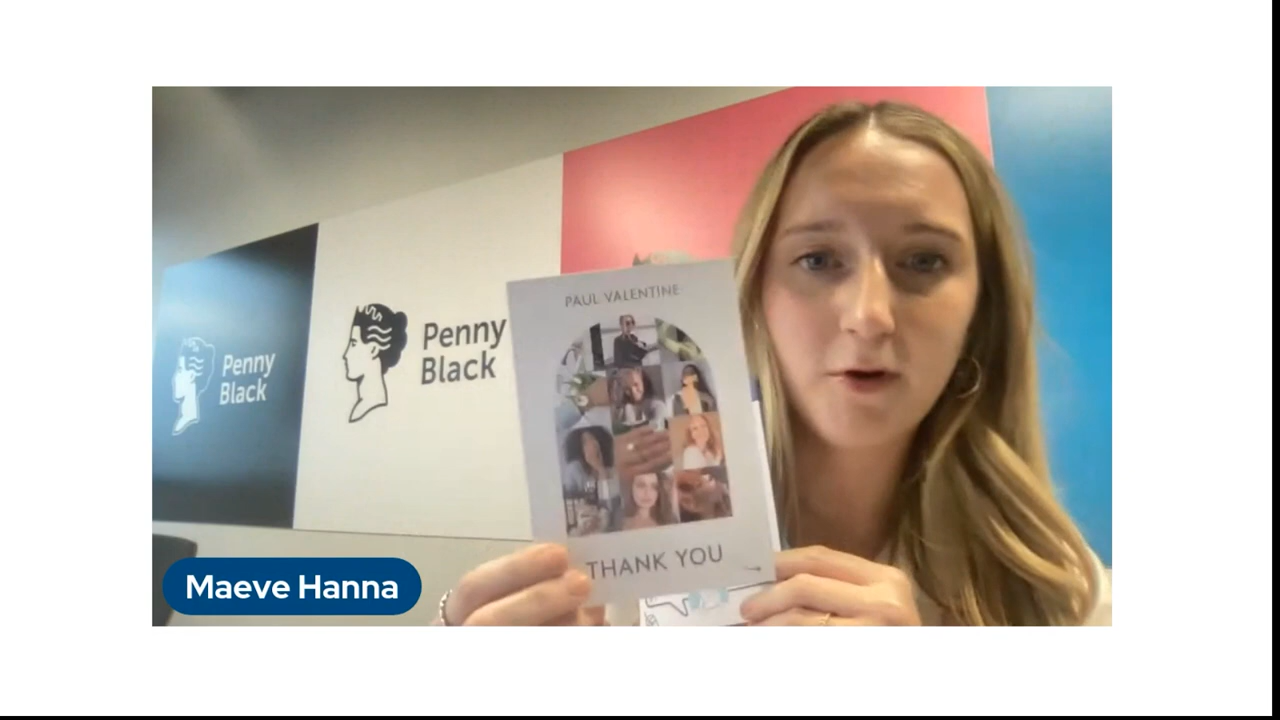 Penny
Black
Penny
Black
PAUL VALENTINE
THANK YOU
Maeve Hanna